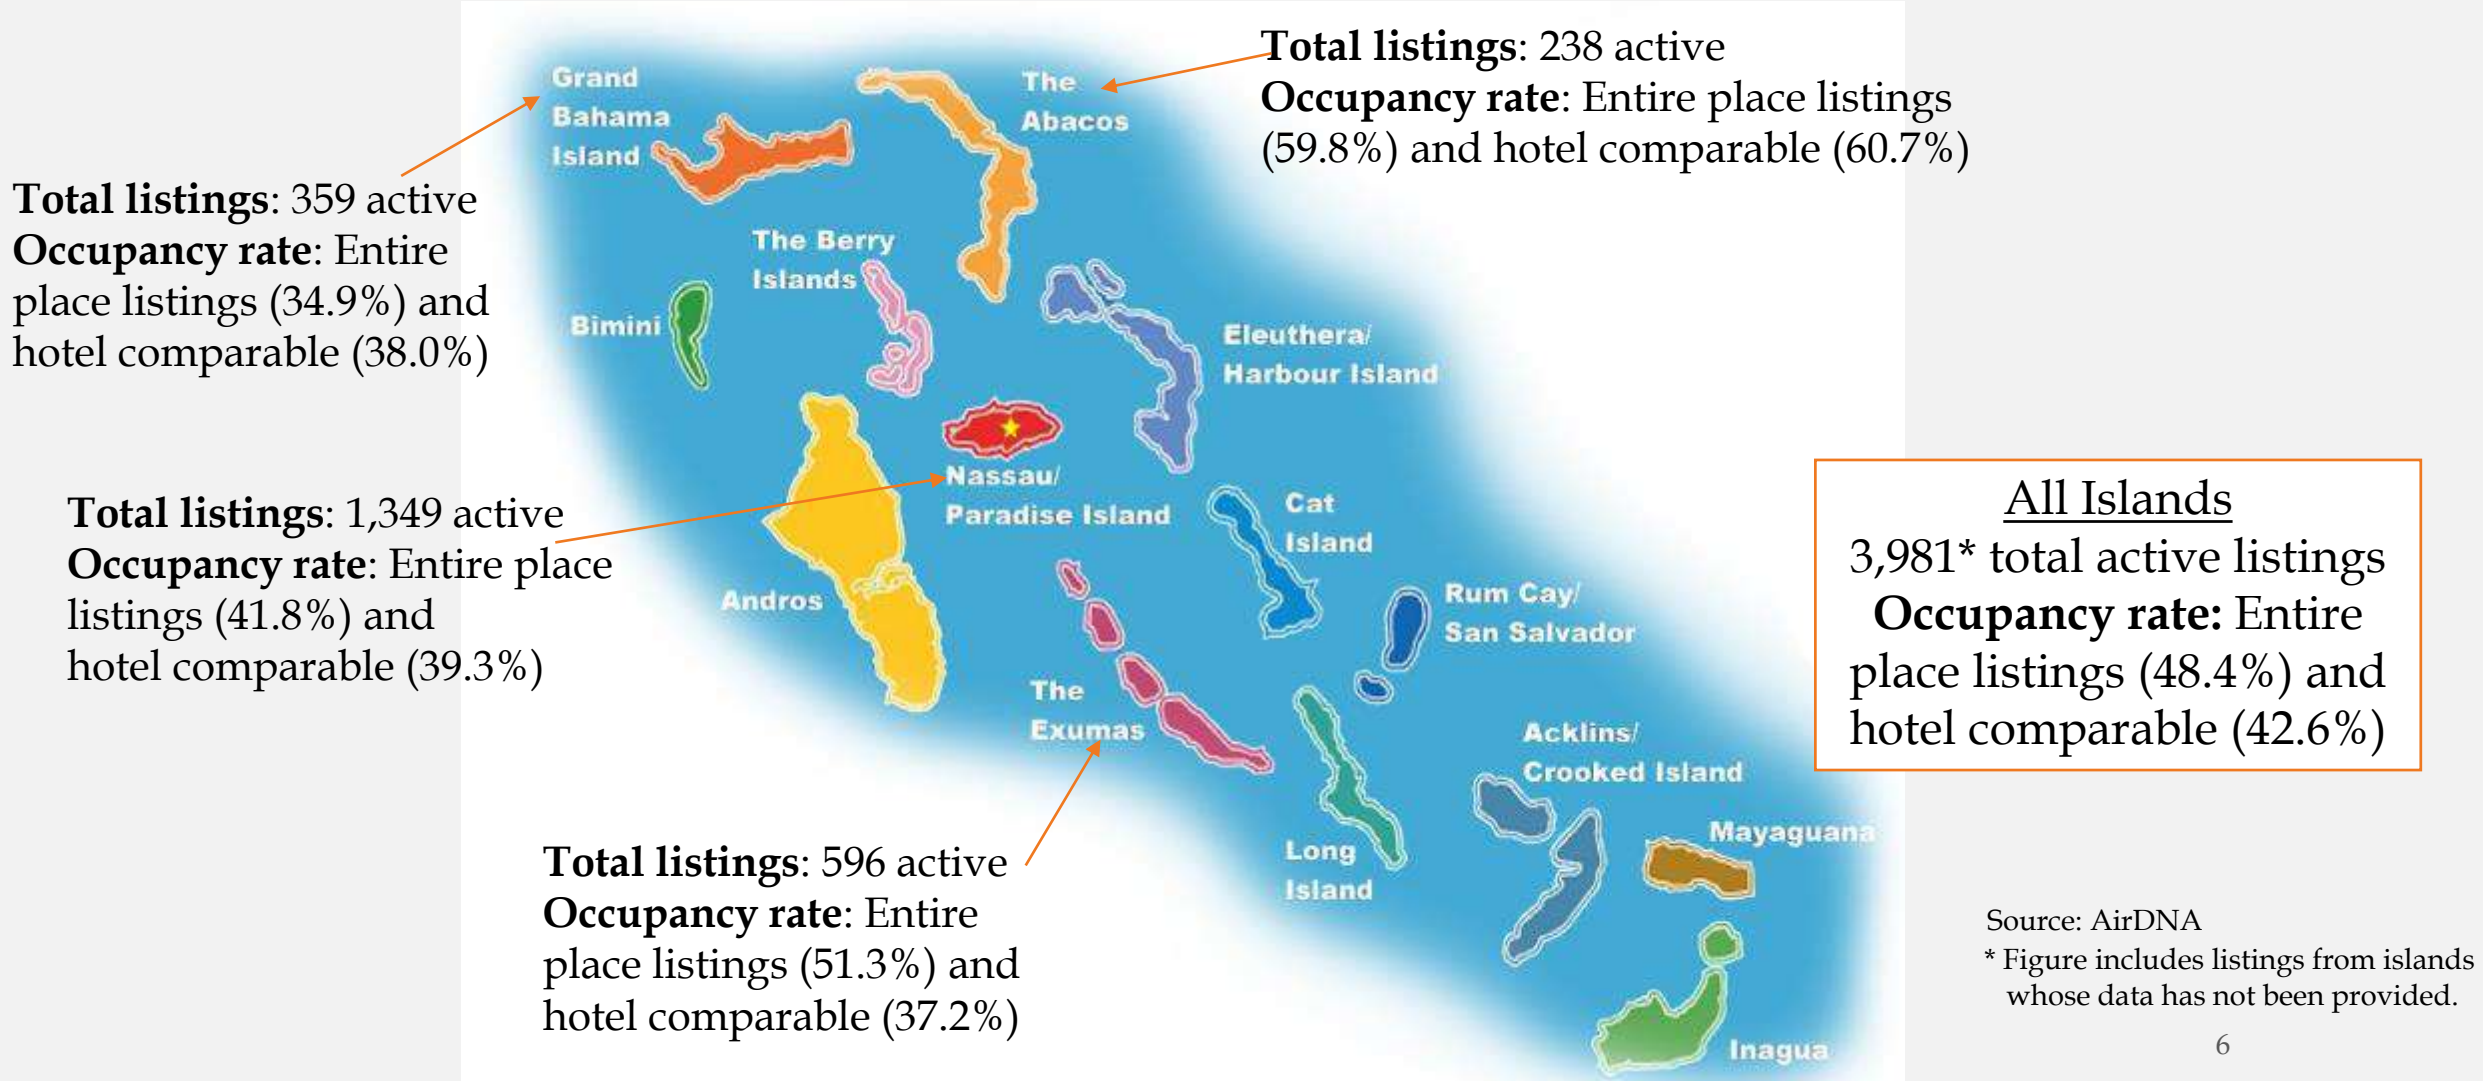 Grand
Bahama
Island
The
Abacos
Total listings: 238 active
Occupancy rate: Entire place listings
(59.8%) and hotel comparable (60.7%)
Total listings: 359 active
Occupancy rate: Entire
place listings (34.9%) and
hotel comparable (38.0%)
The Berry
Islands
Bimini
Eleuthera/
Harbour Island
Total listings: 1,349 active
Occupancy rate: Entire place
listings (41.8%) and
hotel comparable (39.3%)
Nassau/
Paradise Island
Cat
Island
Andros
Rum Cay/
San Salvador
The
Exumas
All Islands
3,981* total active listings
Occupancy rate: Entire
place listings (48.4%) and
hotel comparable (42.6%)
Acklins/
Crooked Island
Mayaguana
Long
Island
Total listings: 596 active
Occupancy rate: Entire
place listings (51.3%) and
hotel comparable (37.2%)
Inagua
Source: AirDNA
* Figure includes listings from islands
whose data has not been provided.
6